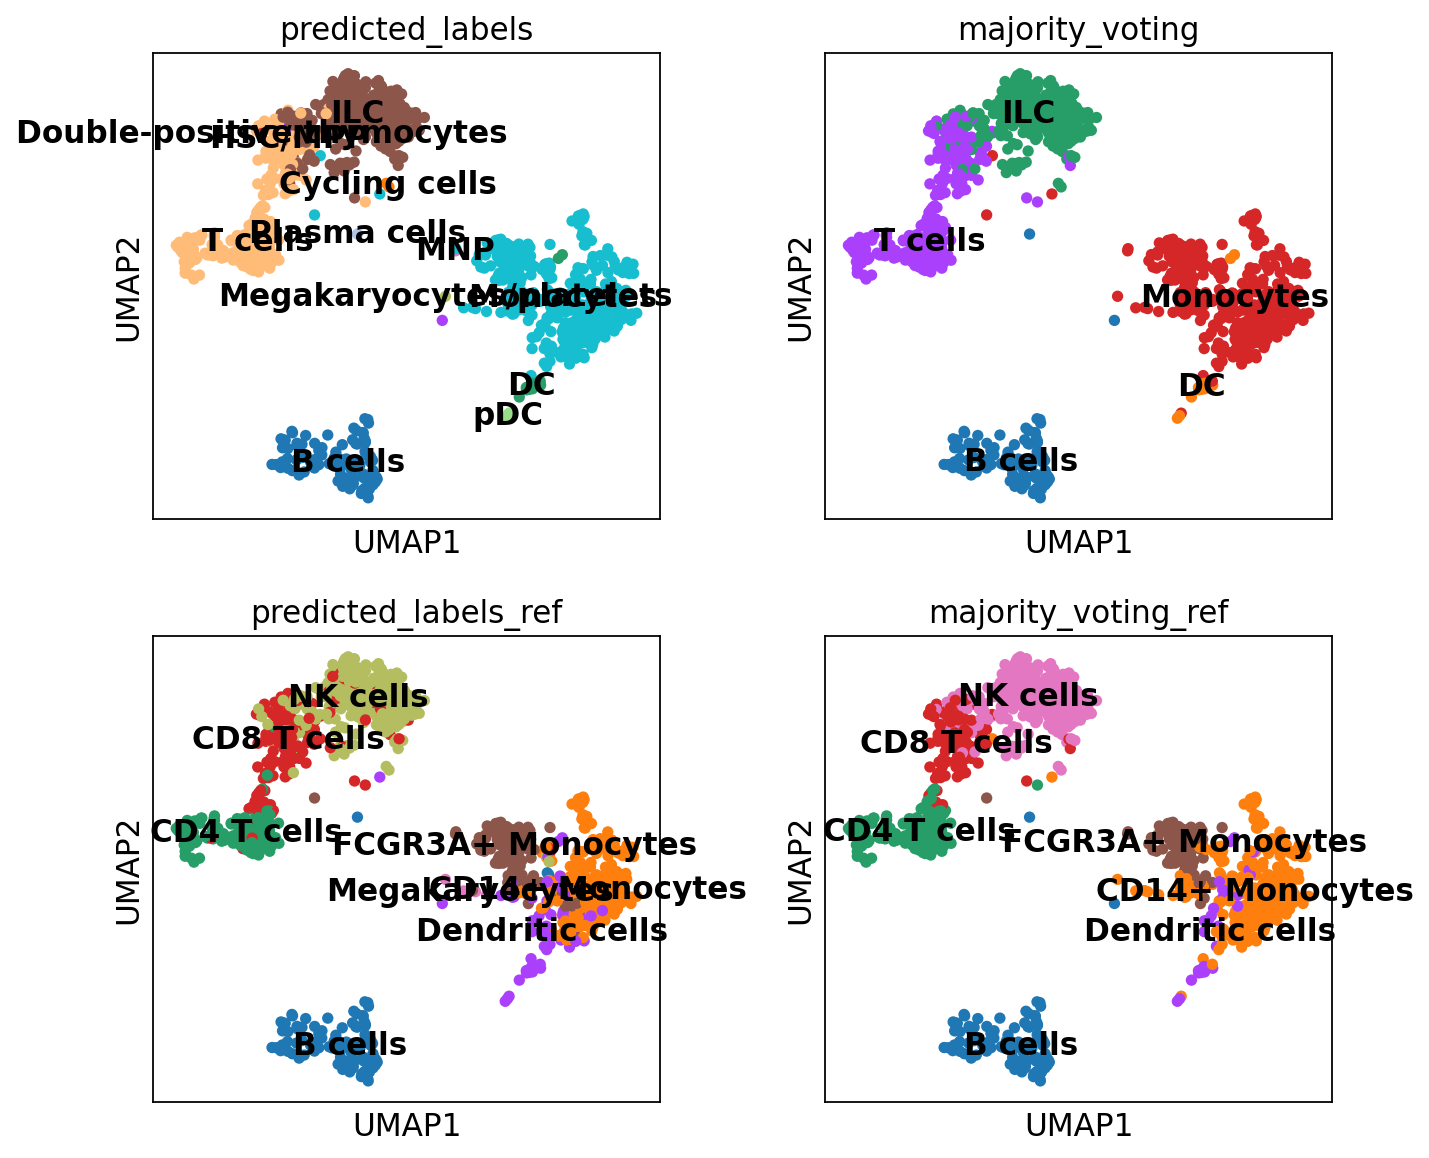 predicted_labels
majority_voting
ILC
Double-positive thymocytes
HSC/MPP
Cycling cells
Plasma cells
T cells
MNP
Megakaryocytes/platelets
Monocytes
DC
pDC
B cells
UMAP2
UMAP1
ILC
T cells
Monocytes
DC
B cells
UMAP2
UMAP1
predicted_labels_ref
majority_voting_ref
NK cells
CD8 T cells
CD4 T cells
FCGR3A+ Monocytes
Megakaryocytes
CD14+ Monocytes
Dendritic cells
B cells
UMAP2
UMAP1
NK cells
CD8 T cells
CD4 T cells
FCGR3A+ Monocytes
CD14+ Monocytes
Dendritic cells
B cells
UMAP2
UMAP1